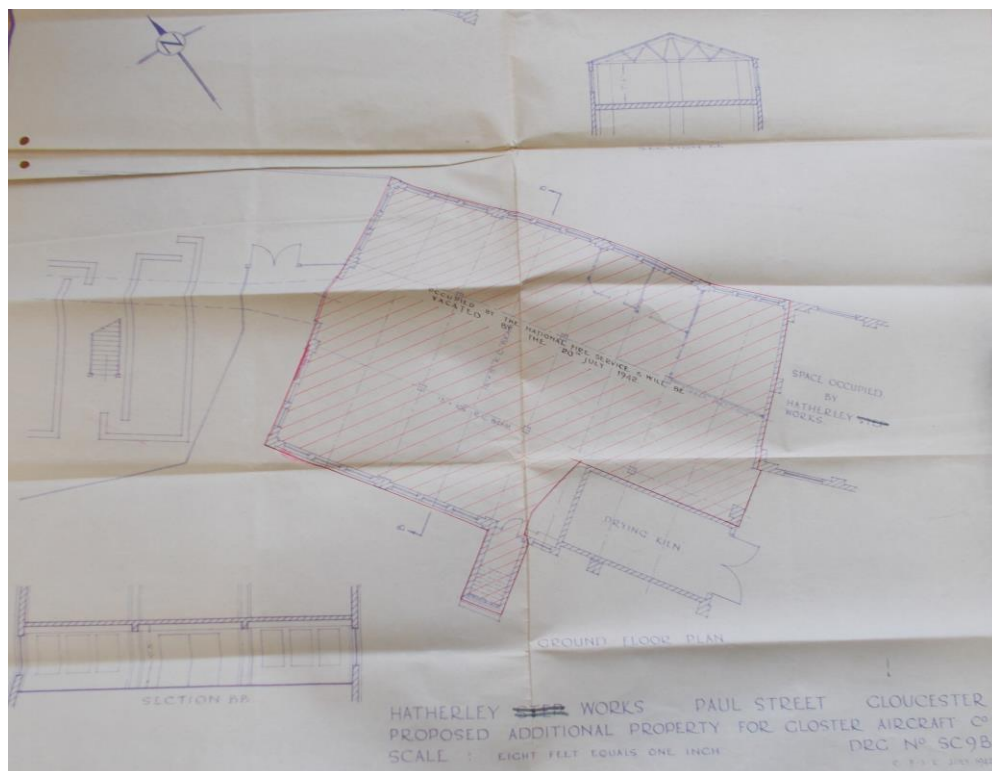 N
OCCUPIED BY THE NATIONAL FIRE SERVICE & WILL BE
VACATED BY THE 20TH JULY 1942
SPACE OCCUPIED
BY
HATHERLEY
WORKS
DRYING KILN
GROUND FLOOR PLAN
SECTION BB
HATHERLEY STEP WORKS PAUL STREET GLOUCESTER
PROPOSED ADDITIONAL PROPERTY FOR GLOSTER AIRCRAFT Co
SCALE : EIGHT FEET EQUALS ONE INCH DRG No SC9B